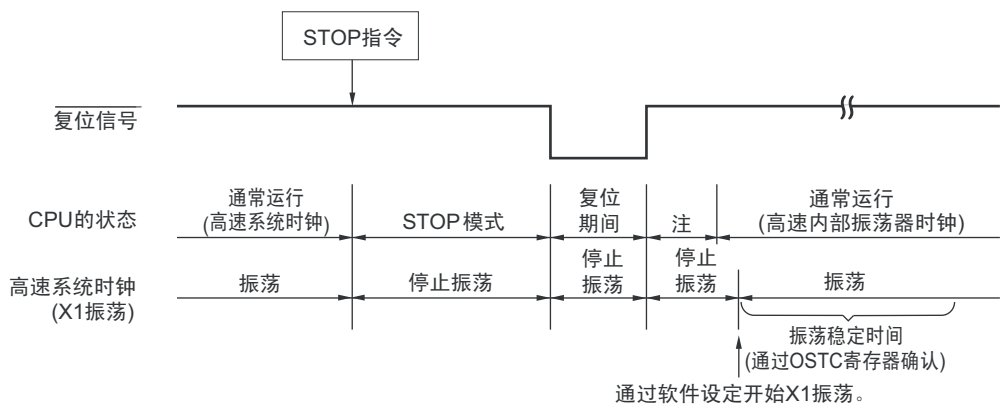 STOP指令
复位信号
CPU的状态
通常运行
(高速系统时钟)
STOP模式
复位
期间
注
通常运行
(高速内部振荡器时钟)
高速系统时钟
(X1振荡)
振荡
停止振荡
停止
振荡
停止
振荡
振荡
振荡稳定时间
(通过OSTC寄存器确认)
通过软件设定开始X1振荡。